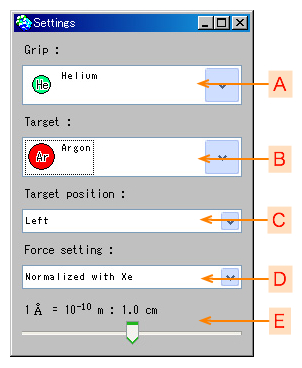 Settings
Grip :
He Helium
A
Target :
Ar Argon
B
Target position :
Left
C
Force setting :
Normalized with Xe
D
1 Å = 10⁻¹⁰ m : 1.0 cm
E